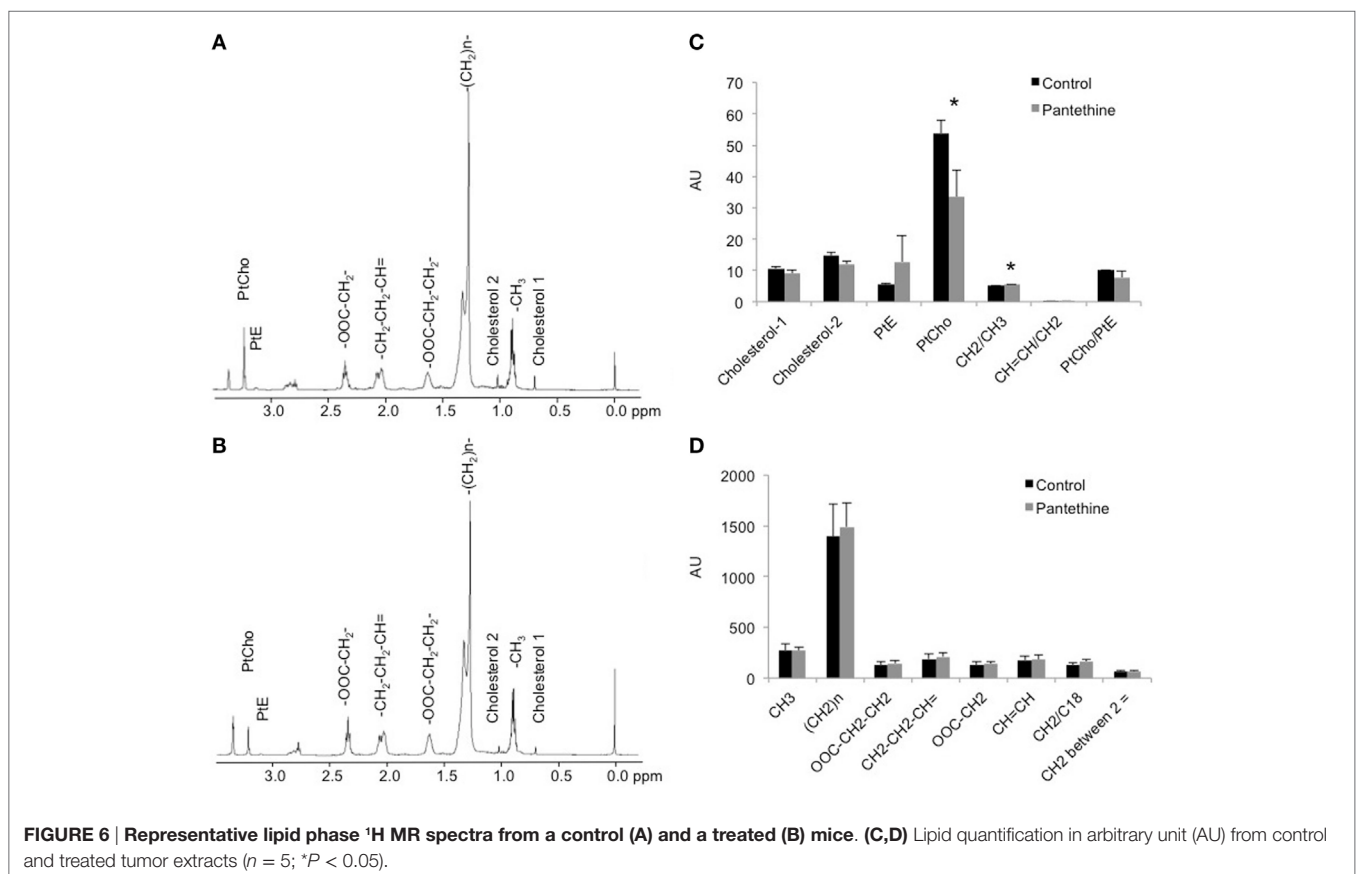 A
-(CH₂)n-
PtCho
PtE
-OOC-CH₂-
-CH₂-CH₂-CH=
-OOC-CH₂-CH₂-
Cholesterol 2
-CH₃
Cholesterol 1
3.0 2.5 2.0 1.5 1.0 0.5 0.0 ppm
B
-(CH₂)n-
PtCho
PtE
-OOC-CH₂-
-CH₂-CH₂-CH=
-OOC-CH₂-CH₂-
Cholesterol 2
-CH₃
Cholesterol 1
3.0 2.5 2.0 1.5 1.0 0.5 0.0 ppm
C
70
60
50
40
30
20
10
0
AU
Control
Pantethine
*
*
Cholesterol-1
Cholesterol-2
PtE
PtCho
CH2/CH3
CH=CH/CH2
PtCho/PtE
D
2000
1500
1000
500
0
AU
Control
Pantethine
CH3
(CH2)n
OOC-CH2-CH2
CH2-CH2-CH=
OOC-CH2
CH=CH
CH2/C18
CH2 between 2 =
FIGURE 6 | Representative lipid phase ¹H MR spectra from a control (A) and a treated (B) mice. (C,D) Lipid quantification in arbitrary unit (AU) from control
and treated tumor extracts (n = 5; *P < 0.05).